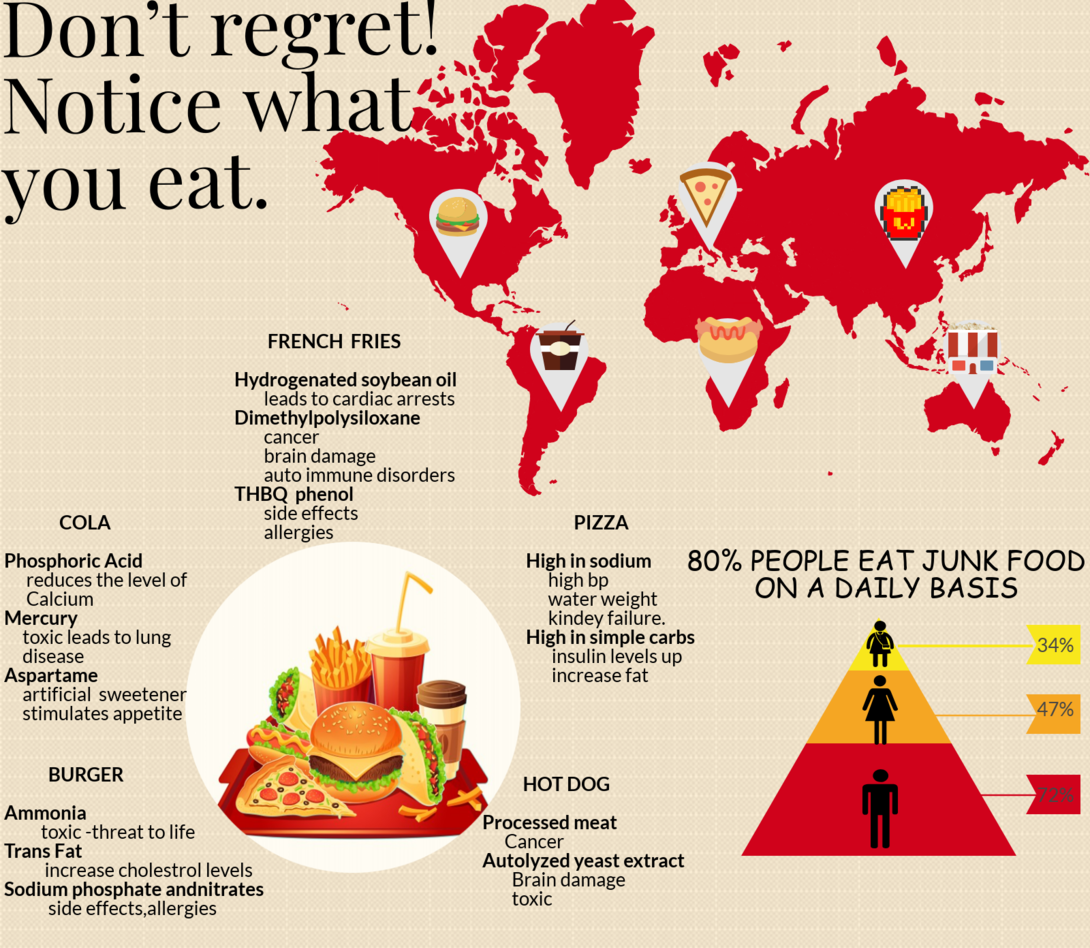 Don't regret!
Notice what
you eat.
FRENCH FRIES
Hydrogenated soybean oil
leads to cardiac arrests
Dimethylpolysiloxane
cancer
brain damage
auto immune disorders
THBQ phenol
side effects
allergies
COLA
Phosphoric Acid
reduces the level of
Calcium
Mercury
toxic leads to lung
disease
Aspartame
artificial sweetener
stimulates appetite
BURGER
Ammonia
toxic -threat to life
Trans Fat
increase cholestrol levels
Sodium phosphate andnitrates
side effects,allergies
PIZZA
High in sodium
high bp
water weight
kindey failure.
High in simple carbs
insulin levels up
increase fat
HOT DOG
Processed meat
Cancer
Autolyzed yeast extract
Brain damage
toxic
80% PEOPLE EAT JUNK FOOD
ON A DAILY BASIS
34%
47%
72%